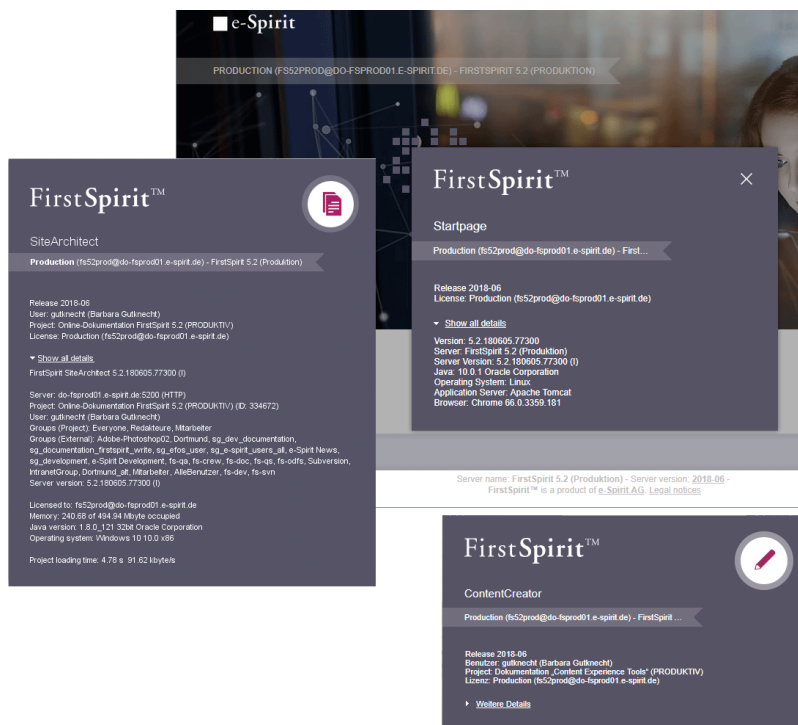 e-Spirit
PRODUCTION (FS52PROD@DO-FSPROD01.E-SPIRIT.DE) - FIRSTSPIRIT 5.2 (PRODUKTION)
FirstSpirit™
SiteArchitect
Production (fs52prod@do-fsprod01.e-spirit.de) - FirstSpirit 5.2 (Produktion)
Release 2018-06
User: gutknecht (Barbara Gutknecht)
Project: Online-Dokumentation FirstSpirit 5.2 (PRODUKTIV)
License: Production (fs52prod@do-fsprod01.e-spirit.de)
Show all details
FirstSpirit SiteArchitect 5.2.180605.77300 (I)
Server: do-fsprod01.e-spirit.de:5200 (HTTP)
Project: Online-Dokumentation FirstSpirit 5.2 (PRODUKTIV) (ID: 334672)
User: gutknecht (Barbara Gutknecht)
Groups (Project): Everyone, Redakteure, Mitarbeiter
Groups (External): Adobe-Photoshop02, Dortmund, sg_dev_documentation,
sg_documentation_firstspirit_write, sg_efos_user, sg_e-spirit_users_all, e-Spirit News,
sg_development, e-Spirit Development, fs-qa, fs-crew, fs-doc, fs-qs, fs-odfs, Subversion,
IntranetGroup, Dortmund_alt, Mitarbeiter, AlleBenutzer, fs-dev, fs-svn
Server version: 5.2.180605.77300 (I)
Licensed to: fs52prod@do-fsprod01.e-spirit.de
Memory: 240.68 of 494.94 Mbyte occupied
Java version: 1.8.0_121 32bit Oracle Corporation
Operating system: Windows 10 10.0 x86
Project loading time: 4.78 s 91.62 kbyte/s
FirstSpirit™
Startpage
Production (fs52prod@do-fsprod01.e-spirit.de) - First...
Release 2018-06
License: Production (fs52prod@do-fsprod01.e-spirit.de)
Show all details
Version: 5.2.180605.77300
Server: FirstSpirit 5.2 (Produktion)
Server Version: 5.2.180605.77300 (I)
Java: 10.0.1 Oracle Corporation
Operating System: Linux
Application Server: Apache Tomcat
Browser: Chrome 66.0.3359.181
Server name: FirstSpirit 5.2 (Produktion) - Server version: 2018-06 -
FirstSpirit™ is a product of e-Spirit AG. Legal notices
FirstSpirit™
ContentCreator
Production (fs52prod@do-fsprod01.e-spirit.de) - FirstSpirit ...
Release 2018-06
Benutzer: gutknecht (Barbara Gutknecht)
Project: Dokumentation „Content Experience Tools“ (PRODUKTIV)
Lizenz: Production (fs52prod@do-fsprod01.e-spirit.de)
Weitere Details